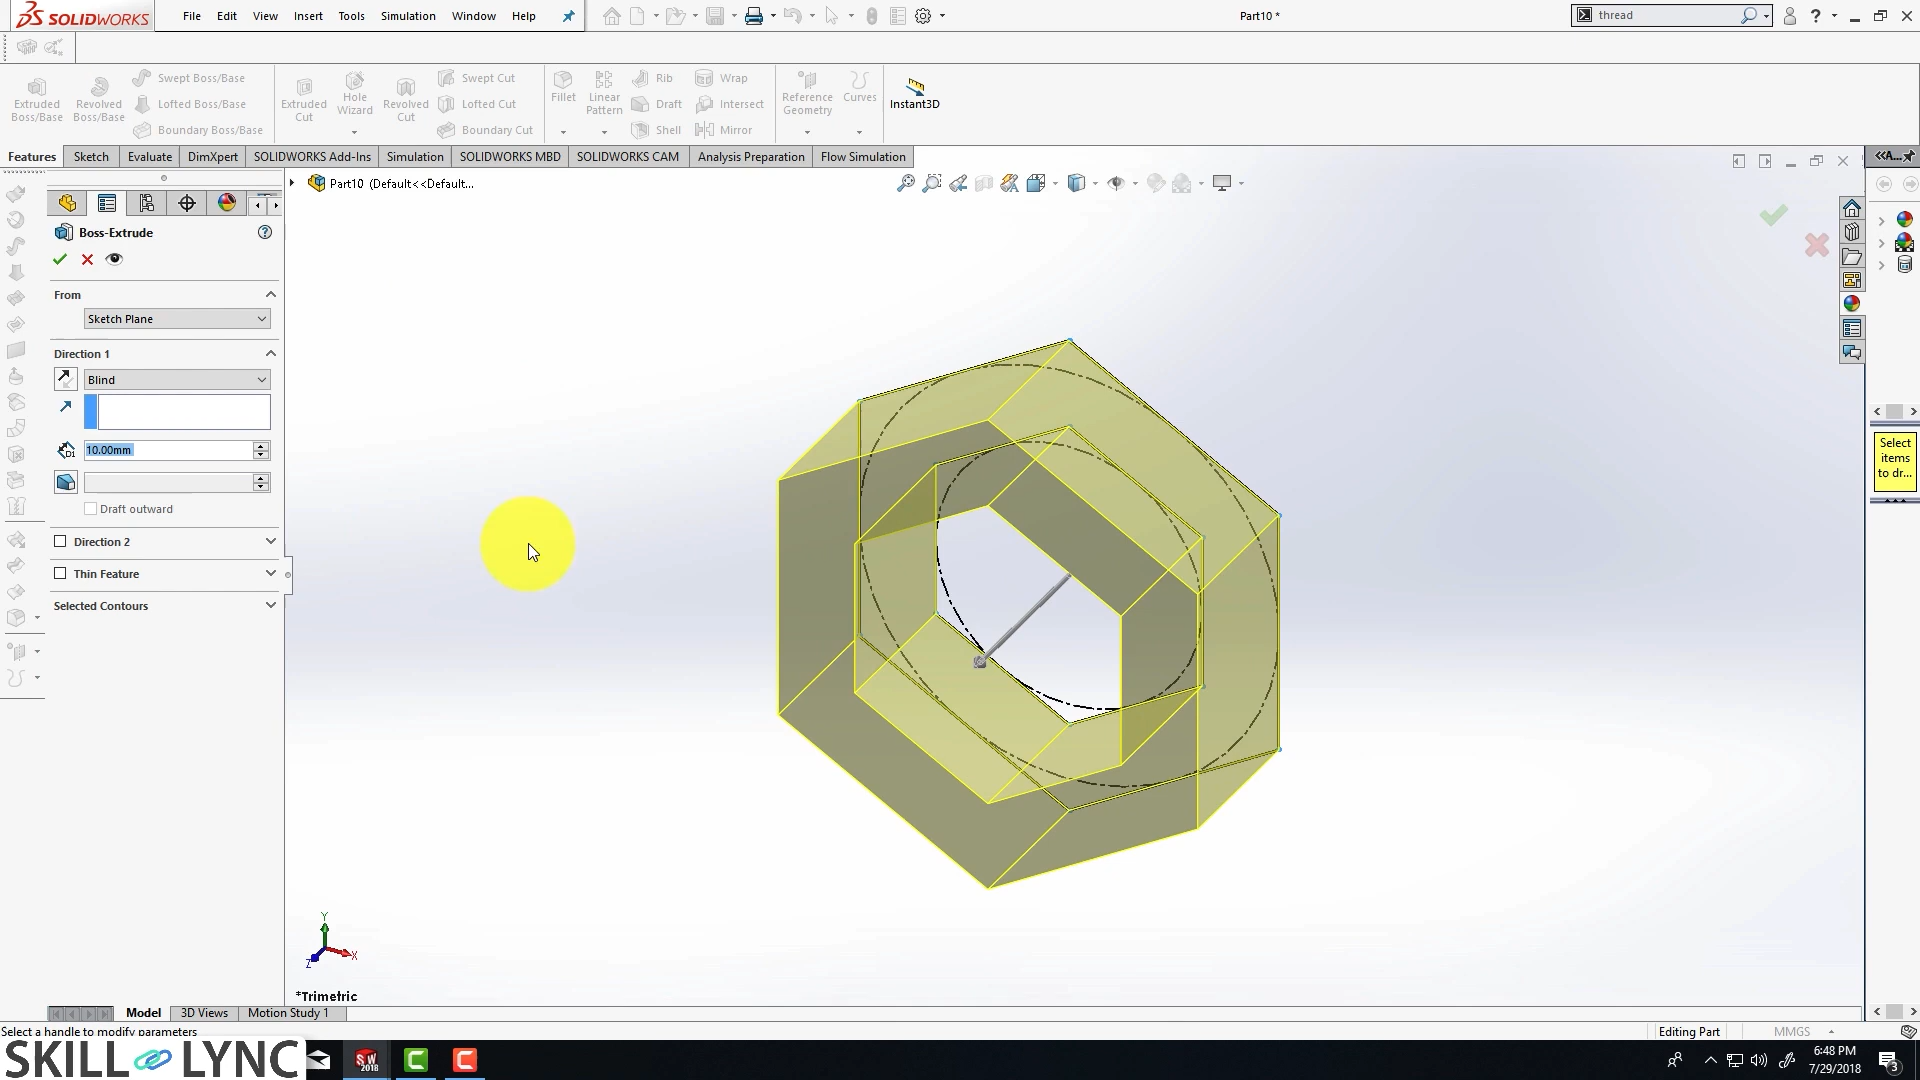 SOLIDWORKS
File Edit View Insert Tools Simulation Window Help
Part10 *
thread
Extruded Boss/Base
Revolved Boss/Base
Swept Boss/Base
Lofted Boss/Base
Boundary Boss/Base
Extruded Cut
Hole Wizard
Revolved Cut
Swept Cut
Lofted Cut
Boundary Cut
Fillet
Linear Pattern
Rib
Draft
Shell
Wrap
Intersect
Mirror
Reference Geometry
Curves
Instant3D
Features Sketch Evaluate DimXpert SOLIDWORKS Add-Ins Simulation SOLIDWORKS MBD SOLIDWORKS CAM Analysis Preparation Flow Simulation
A...
Part10 (Default<<Default...
Boss-Extrude
From
Sketch Plane
Direction 1
Blind
D1
10.00mm
Draft outward
Direction 2
Thin Feature
Selected Contours
Select
items
to dr...
Y
X
Z
*Trimetric
Model 3D Views Motion Study 1
Select a handle to modify parameters
Editing Part
MMGS
SKILL LYNC
SW
2018
6:48 PM
7/29/2018
3